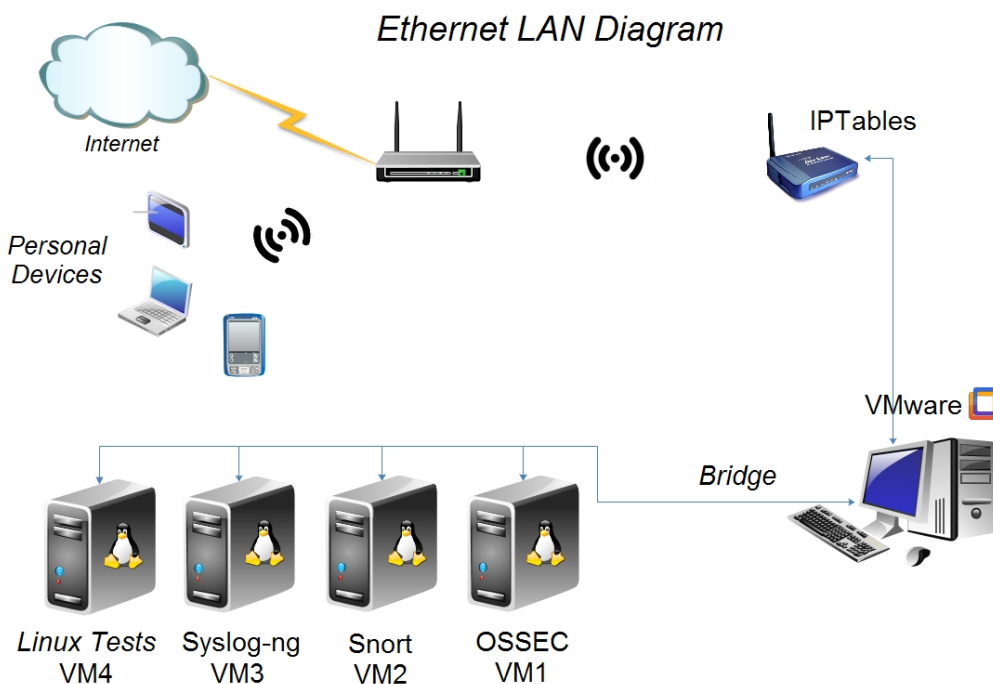 Ethernet LAN Diagram
Internet
IPTables
Personal
Devices
VMware
Bridge
Linux Tests
VM4
Syslog-ng
VM3
Snort
VM2
OSSEC
VM1